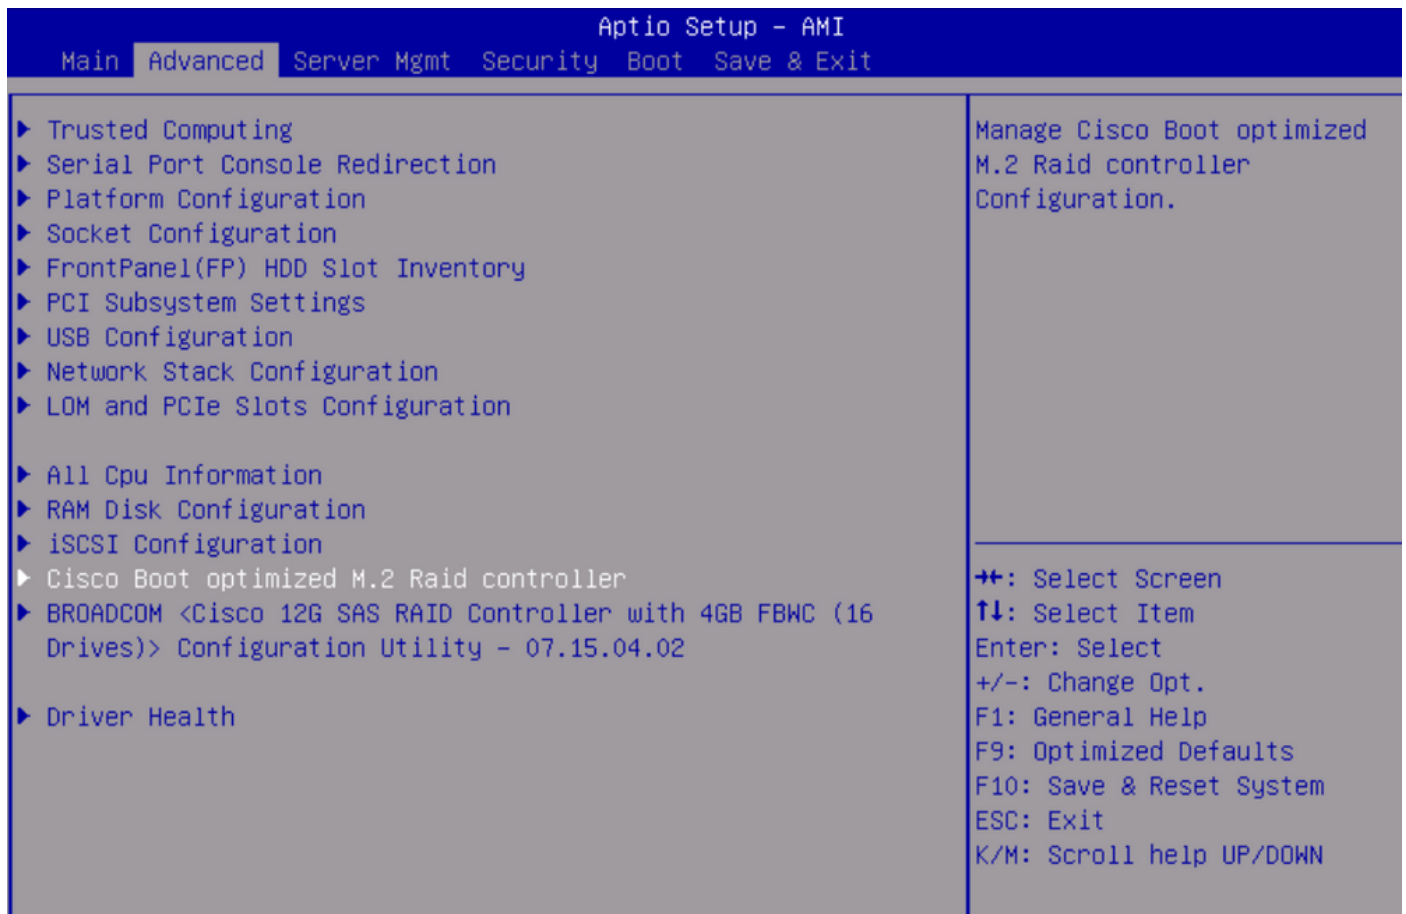 Aptio Setup – AMI
Main Advanced Server Mgmt Security Boot Save & Exit
▶ Trusted Computing
▶ Serial Port Console Redirection
▶ Platform Configuration
▶ Socket Configuration
▶ FrontPanel(FP) HDD Slot Inventory
▶ PCI Subsystem Settings
▶ USB Configuration
▶ Network Stack Configuration
▶ LOM and PCIe Slots Configuration
▶ All Cpu Information
▶ RAM Disk Configuration
▶ iSCSI Configuration
▶ Cisco Boot optimized M.2 Raid controller
▶ BROADCOM <Cisco 12G SAS RAID Controller with 4GB FBWC (16
Drives)> Configuration Utility – 07.15.04.02
▶ Driver Health
Manage Cisco Boot optimized
M.2 Raid controller
Configuration.
→←: Select Screen
↑↓: Select Item
Enter: Select
+/-: Change Opt.
F1: General Help
F9: Optimized Defaults
F10: Save & Reset System
ESC: Exit
K/M: Scroll help UP/DOWN